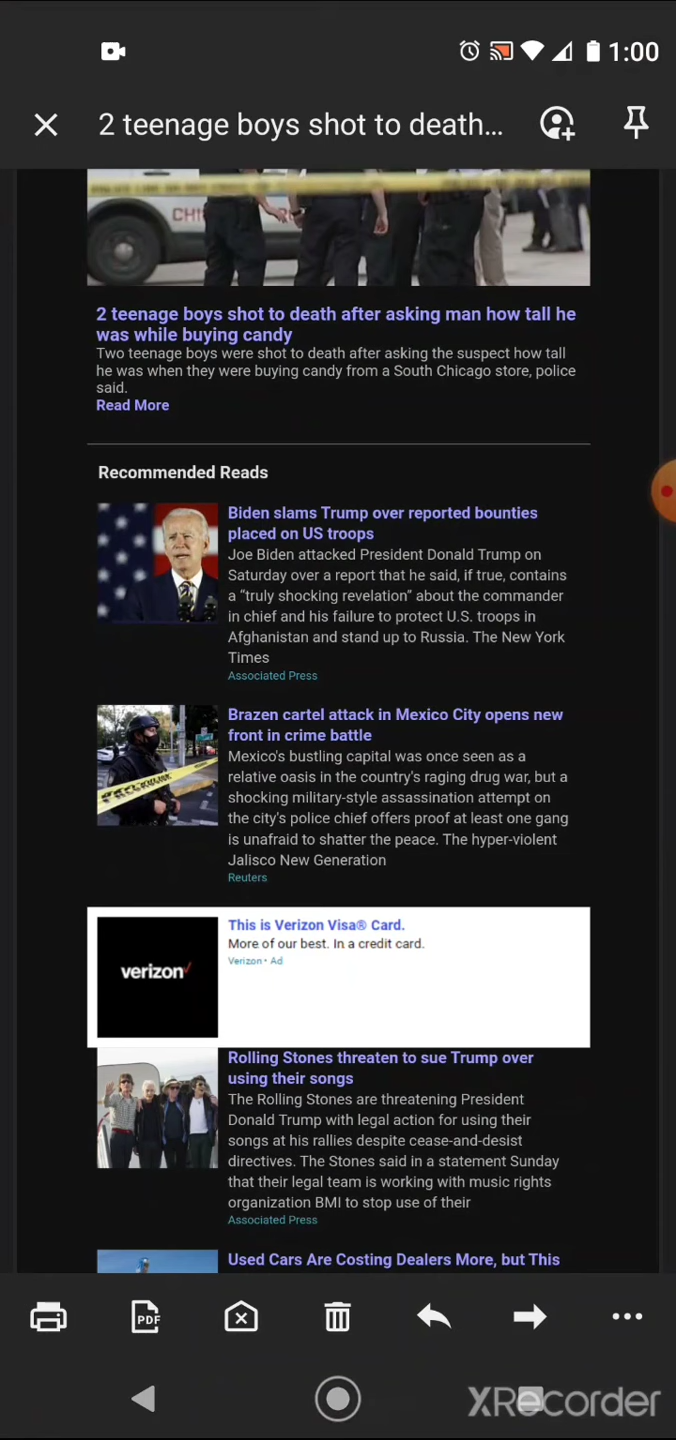 1:00
2 teenage boys shot to death...
CHI
2 teenage boys shot to death after asking man how tall he
was while buying candy
Two teenage boys were shot to death after asking the suspect how tall
he was when they were buying candy from a South Chicago store, police
said.
Read More
Recommended Reads
Biden slams Trump over reported bounties
placed on US troops
Joe Biden attacked President Donald Trump on
Saturday over a report that he said, if true, contains
a “truly shocking revelation” about the commander
in chief and his failure to protect U.S. troops in
Afghanistan and stand up to Russia. The New York
Times
Associated Press
Brazen cartel attack in Mexico City opens new
front in crime battle
Mexico's bustling capital was once seen as a
relative oasis in the country's raging drug war, but a
shocking military-style assassination attempt on
the city's police chief offers proof at least one gang
is unafraid to shatter the peace. The hyper-violent
Jalisco New Generation
Reuters
verizon
This is Verizon Visa® Card.
More of our best. In a credit card.
Verizon • Ad
Rolling Stones threaten to sue Trump over
using their songs
The Rolling Stones are threatening President
Donald Trump with legal action for using their
songs at his rallies despite cease-and-desist
directives. The Stones said in a statement Sunday
that their legal team is working with music rights
organization BMI to stop use of their
Associated Press
Used Cars Are Costing Dealers More, but This
PDF
XRecorder